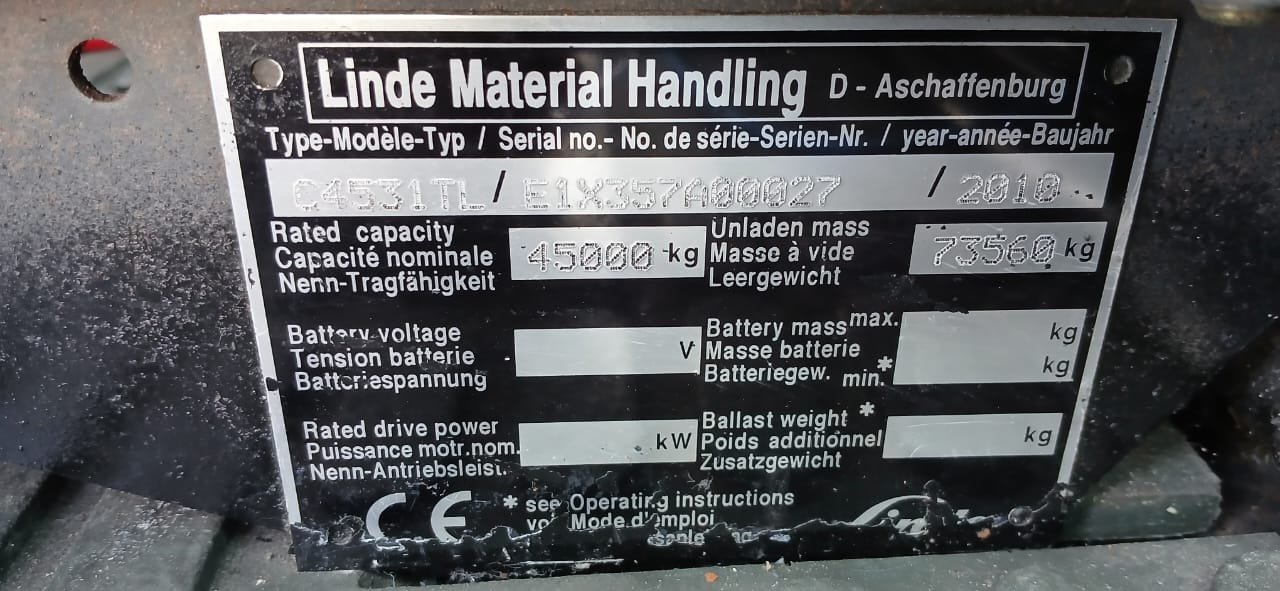 Linde Material Handling D - Aschaffenburg
Type-Modèle-Typ / Serial no.- No. de série-Serien-Nr. / year-année-Baujahr
C4531TL / E1X357A00027 / 2010
Rated capacity
Capacité nominale
Nenn-Tragfähigkeit
45000 kg
Unladen mass
Masse à vide
Leergewicht
73560 kg
Battery voltage
Tension batterie
Batteriespannung
V
Battery mass max.
Masse batterie
Batteriegew. min.*
kg
kg
Rated drive power
Puissance motr.nom.
Nenn-Antriebsleist.
kW
Ballast weight *
Poids additionnel
Zusatzgewicht
kg
CE
* see Operating instructions
Mode d'emploi